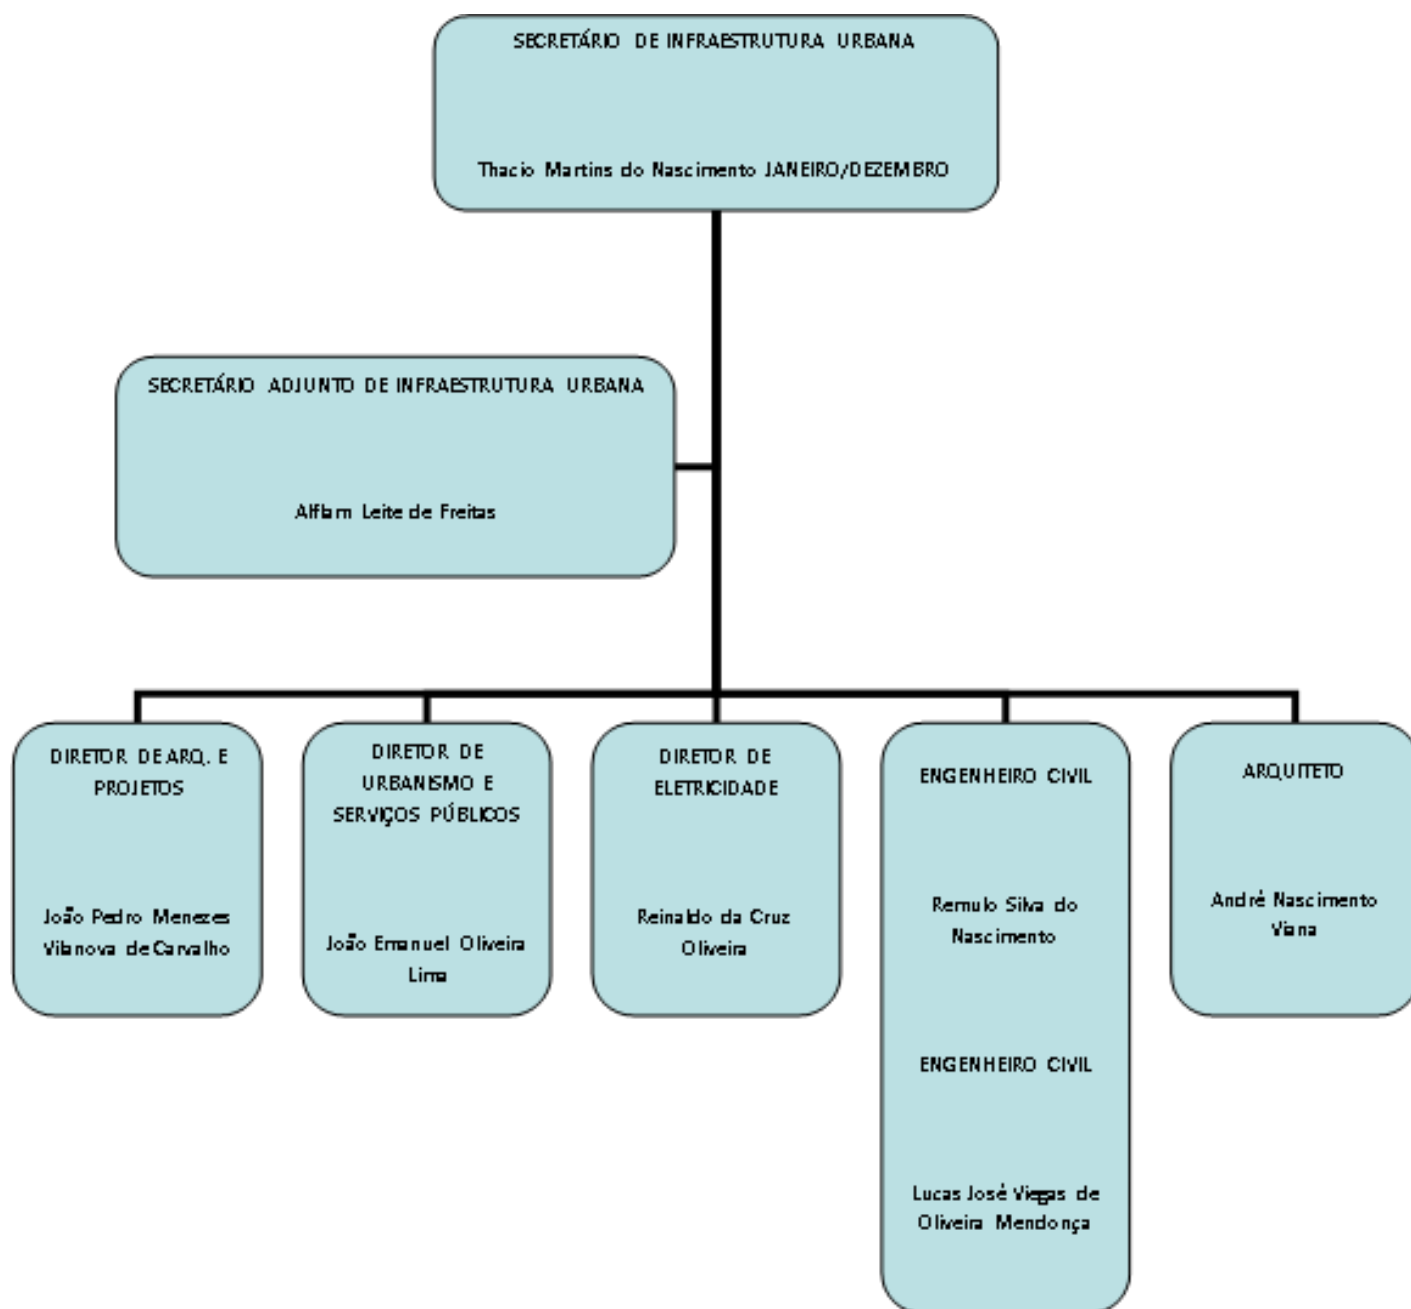 SECRETÁRIO DE INFRAESTRUTURA URBANA
Thacio Martins do Nascimento JANEIRO/DEZEMBRO
SECRETÁRIO ADJUNTO DE INFRAESTRUTURA URBANA
Leite de Freitas
DIRETOR DE ARQ. E
PROJETOS
João Pedro Menezes
Vilanova de Carvalho
DIRETOR DE
URBANISMO E
SERVIÇOS PÚBLICOS
João Emanuel Oliveira
Lima
DIRETOR DE
ELETRICIDADE
Reinaldo da Cruz
Oliveira
ENGENHEIRO CIVIL
Remulo Silva do
Nascimento
ENGENHEIRO CIVIL
Lucas José Viegas de
Oliveira Mendonça
ARQUITETO
André Nascimento
Viana